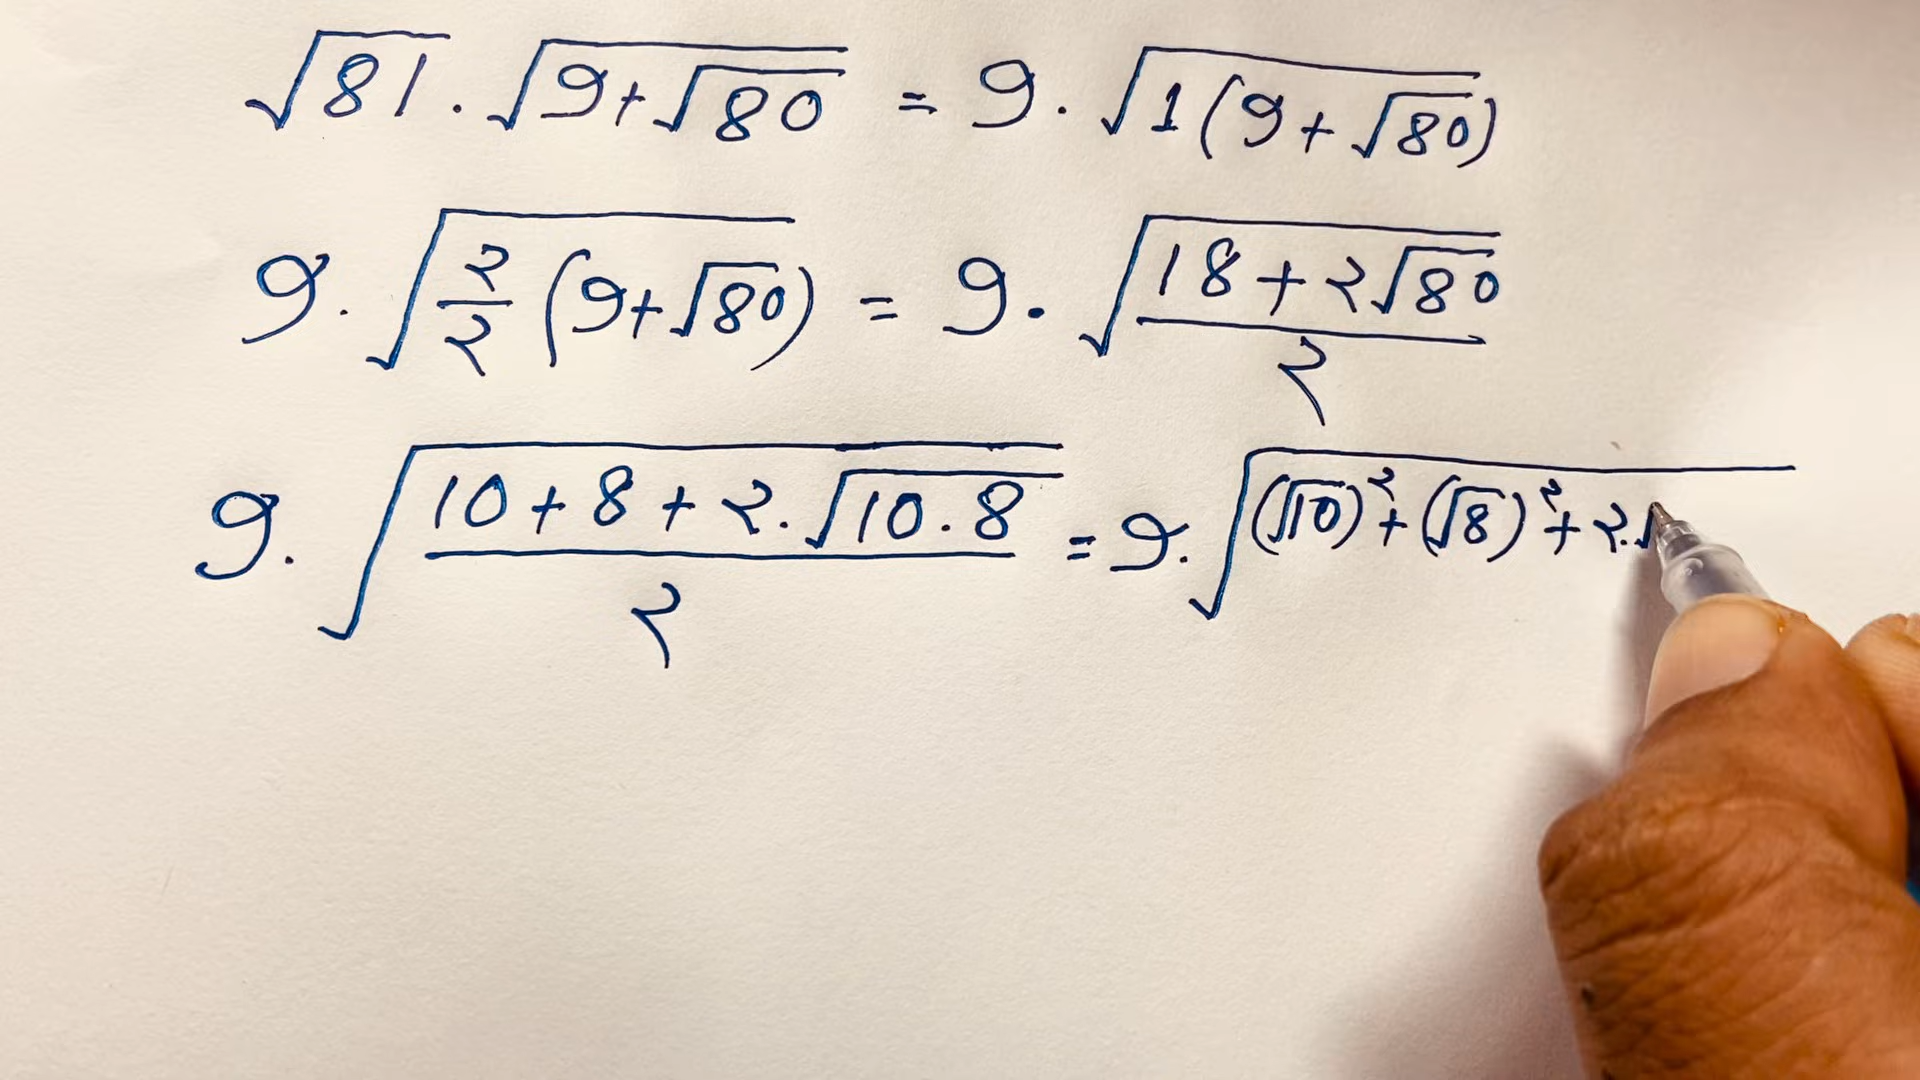 √81 . √(9+√80) = 9 . √(1(9+√80))
9 . √(2/2 (9+√80)) = 9 . √((18+2√80)/2)
9 . √((10+8+2.√(10.8))/2) = 9 . √((√10)²+(√8)²+2.√